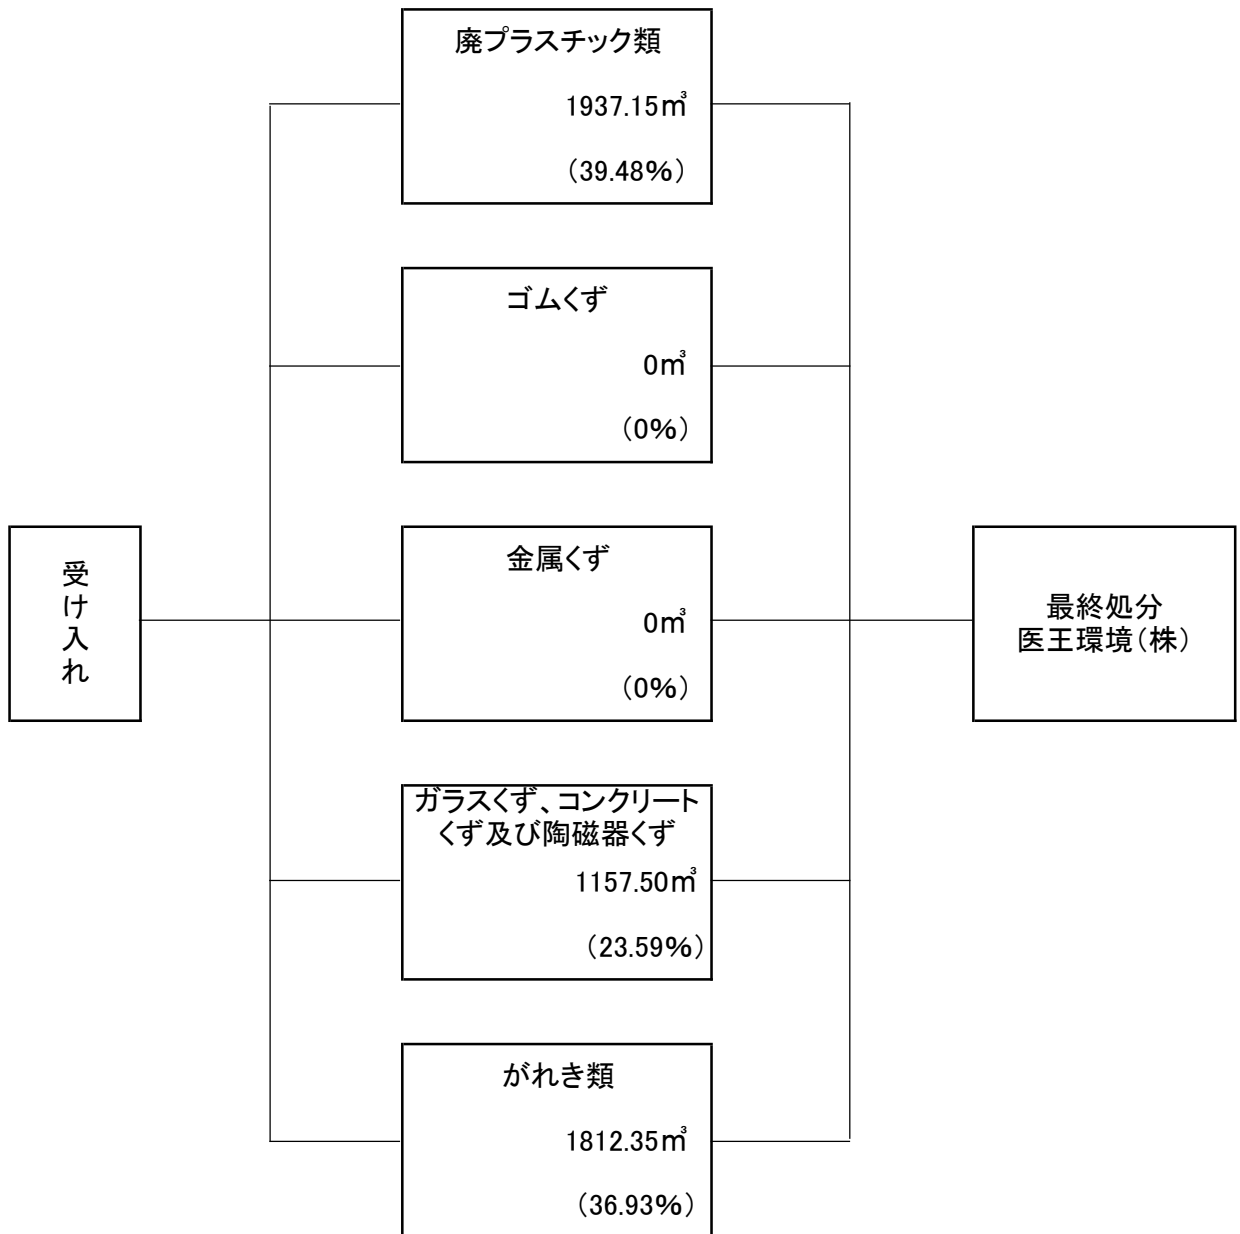 廃プラスチック類
1937.15㎥
（39.48%）
ゴムくず
0㎥
（0%）
受け入れ
金属くず
0㎥
（0%）
最終処分
医王環境（株）
ガラスくず、コンクリート
くず及び陶磁器くず
1157.50㎥
（23.59%）
がれき類
1812.35㎥
（36.93%）